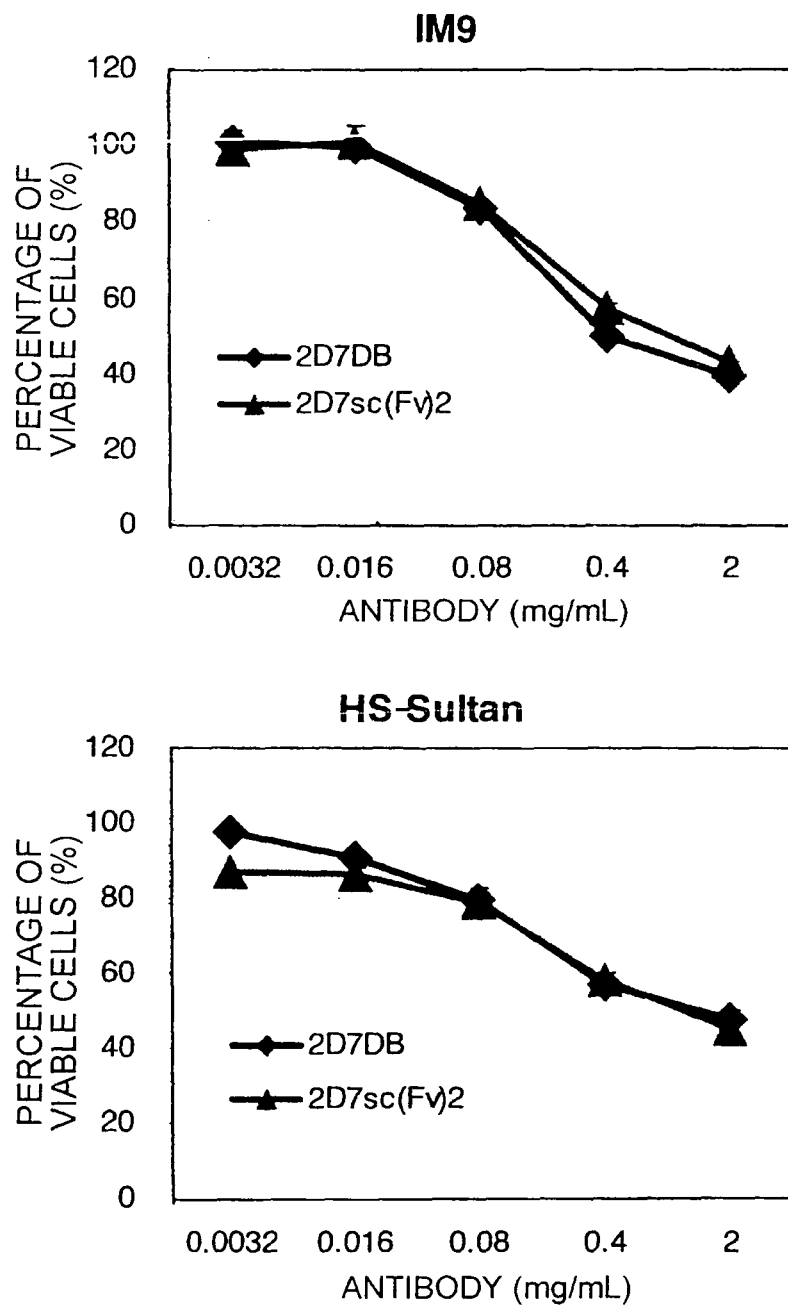 IM9
PERCENTAGE OF
VIABLE CELLS (%)
120
100
80
60
40
20
0
2D7DB
2D7sc(Fv)2
0.0032 0.016 0.08 0.4 2
ANTIBODY (mg/mL)
HS-Sultan
PERCENTAGE OF
VIABLE CELLS (%)
120
100
80
60
40
20
0
2D7DB
2D7sc(Fv)2
0.0032 0.016 0.08 0.4 2
ANTIBODY (mg/mL)